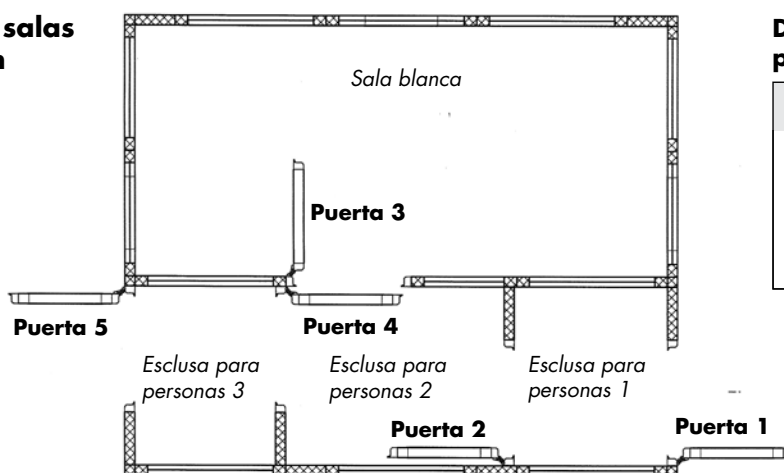 salas
n
D
p
Sala blanca
Puerta 3
Puerta 5
Puerta 4
Esclusa para
personas 3
Esclusa para
personas 2
Esclusa para
personas 1
Puerta 2
Puerta 1